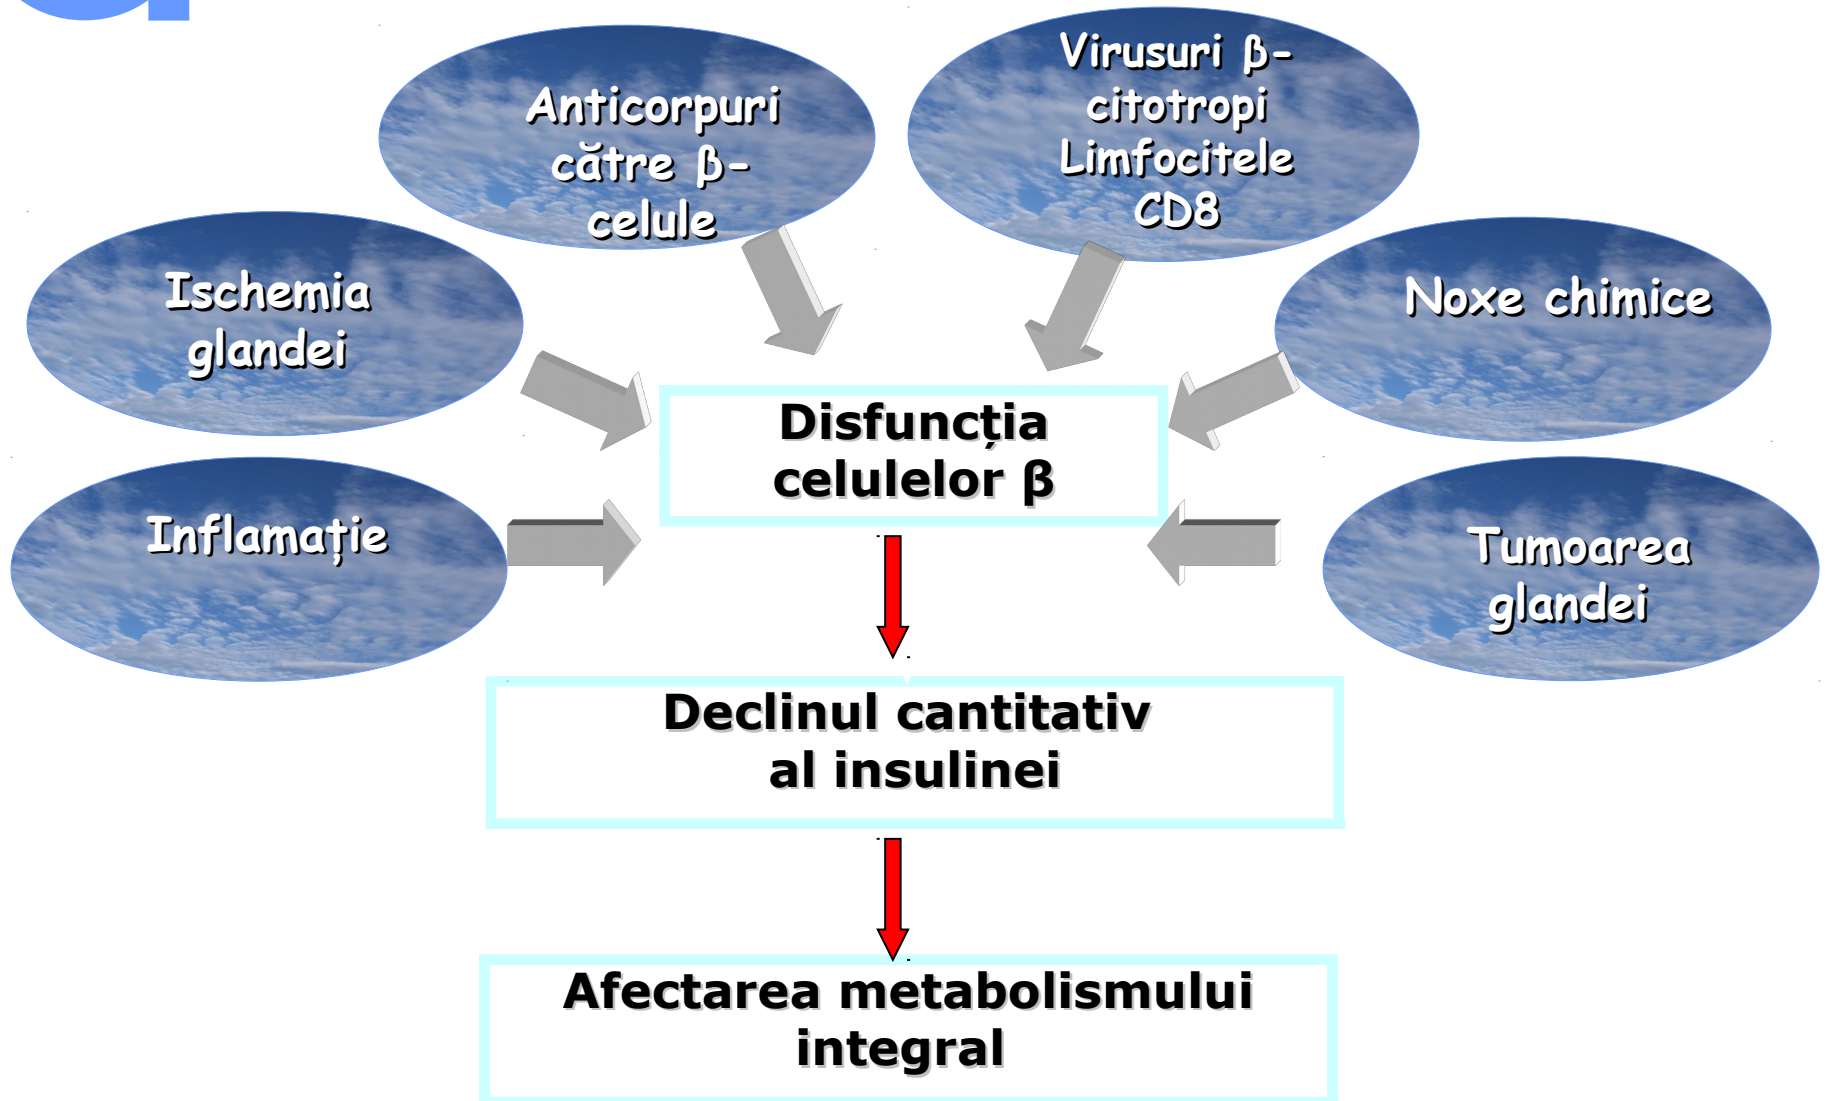 Anticorpuri
către β-
celule
Virusuri β-
citotropi
Limfocitele
CD8
Ischemia
glandei
Noxe chimice
Inflamație
Tumoarea
glandei
Disfuncția
celulelor β
Declinul cantitativ
al insulinei
Afectarea metabolismului
integral